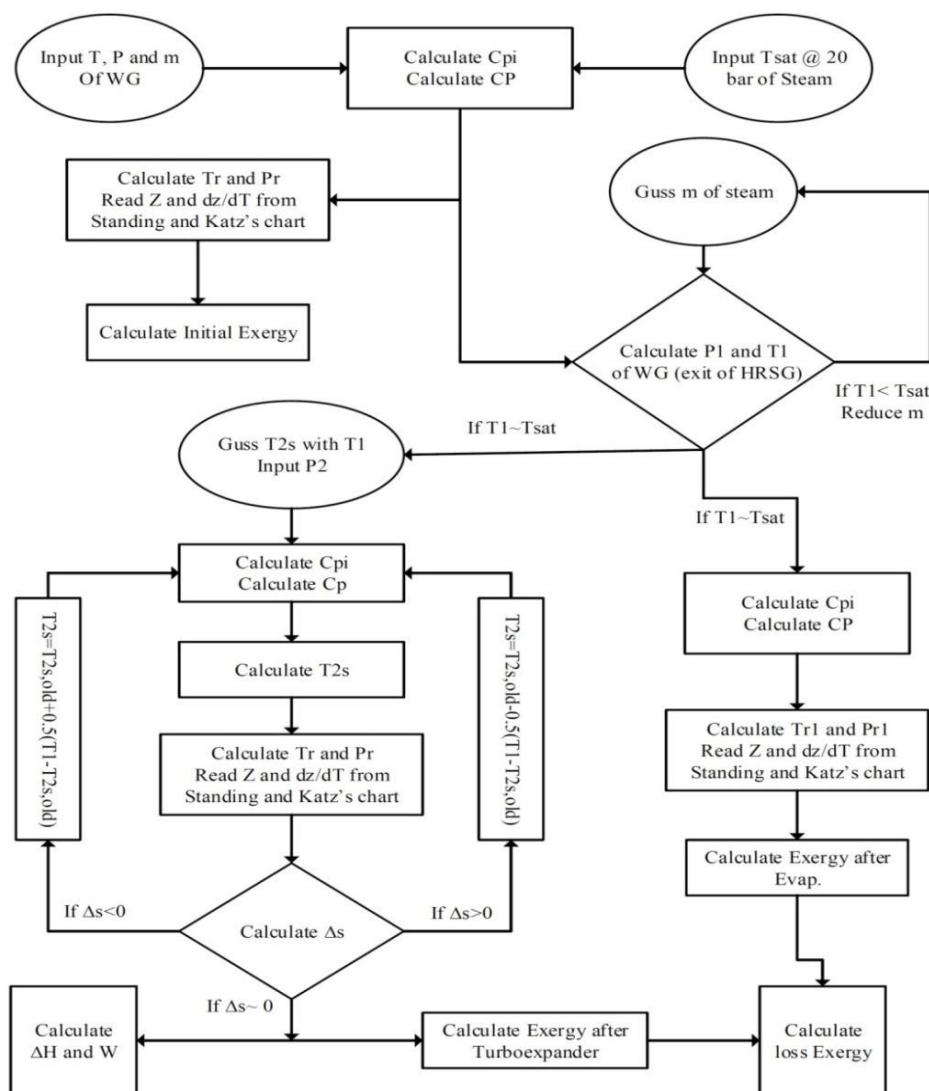 Input T, P and m
Of WG
Calculate Cpi
Calculate CP
Input Tsat @ 20
bar of Steam
Calculate Tr and Pr
Read Z and dz/dT from
Standing and Katz's chart
Guss m of steam
Calculate Initial Exergy
Calculate P1 and T1
of WG (exit of HRSG)
If T1< Tsat
Reduce m
If T1~Tsat
Guss T2s with T1
Input P2
If T1~Tsat
Calculate Cpi
Calculate Cp
T2s=T2s,old+0.5(T1-T2s,old)
T2s=T2s,old-0.5(T1-T2s,old)
Calculate CPi
Calculate CP
Calculate T2s
Calculate Tr and Pr
Read Z and dz/dT from
Standing and Katz's chart
Calculate Tr1 and Pr1
Read Z and dz/dT from
Standing and Katz's chart
Calculate Exergy after
Evap.
If Δs<0
Calculate Δs
If Δs>0
If Δs~ 0
Calculate
ΔH and W
Calculate Exergy after
Turboexpander
Calculate
loss Exergy